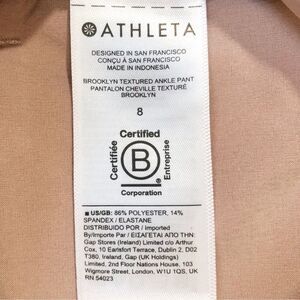 ATHLETA
DESIGNED IN SAN FRANCISCO
CONÇU À SAN FRANCISCO
MADE IN INDONESIA
BROOKLYN TEXTURED ANKLE PANT
PANTALON CHEVILLE TEXTURÉ
BROOKLYN
8
Certified
Certifiée
B
Entreprise
Corporation
■ US/GB: 86% POLYESTER, 14%
SPANDEX / ELASTANE
DISTRIBUIDO POR / Imported
By/Importe Par / ΕΙΣΑΓΕΤΑΙ ΑΠΟ ΤΗΝ :
Gap Stores (Ireland) Limited c/o Arthur
Cox, 10 Earlsfort Terrace, Dublin 2, D02
T380, Ireland, Gap (UK Holdings)
Limited, 2nd Floor Nations House, 103
Wigmore Street, London, W1U 1QS, UK
RN 54023